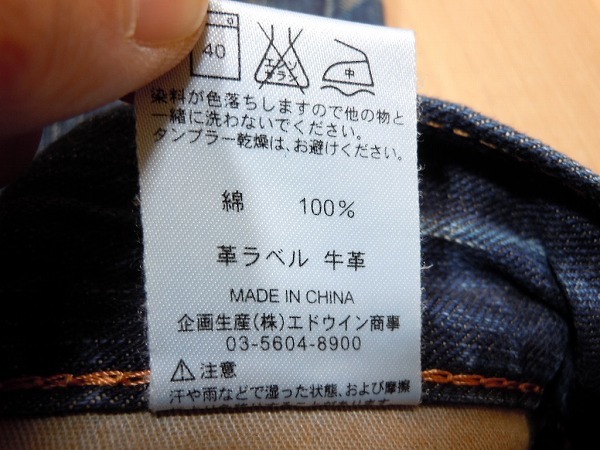 40
エンソ
サラシ
中
染料が色落ちしますので他の物と
一緒に洗わないでください。
タンブラー乾燥は、お避けください。
綿 100%
革ラベル 牛革
MADE IN CHINA
企画生産(株)エドウイン商事
03-5604-8900
注意
汗や雨などで湿った状態、および摩擦